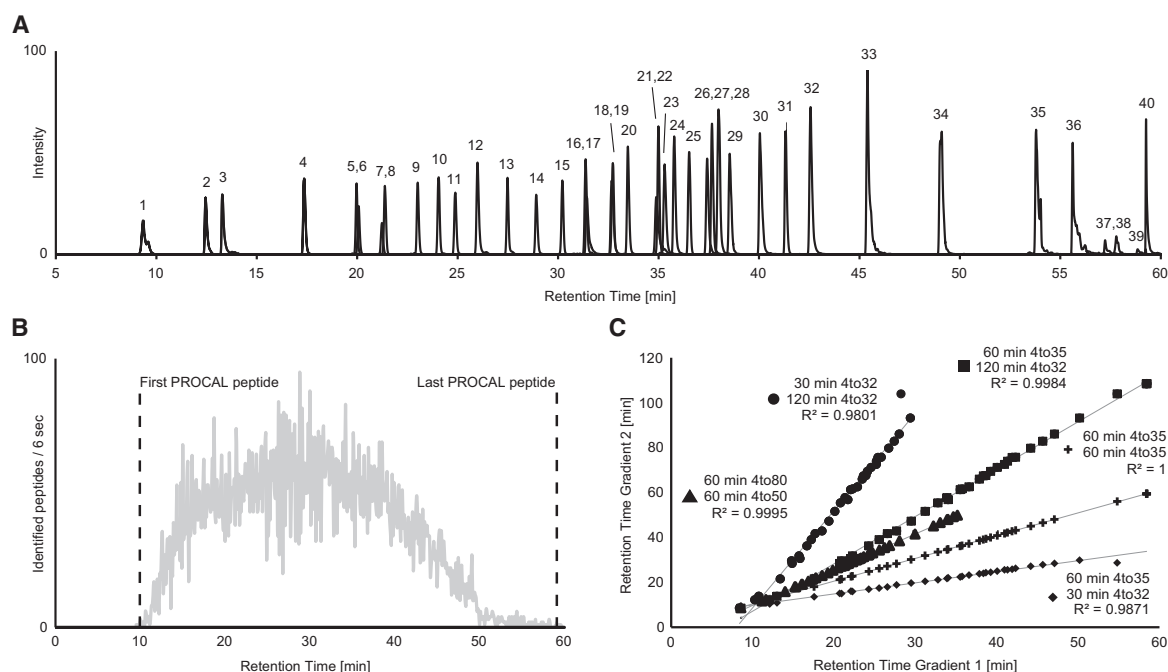 A
100
Intensity
0
1
2
3
4
5,6
7,8
9
10
11
12
13
14
15
16,17
18,19
20
21,22
23
24
25
26,27,28
29
30
31
32
33
34
35
36
37,38
39
40
5
10
15
20
25
30
35
40
45
50
55
60
Retention Time [min]
B
100
Identified peptides / 6 sec
0
First PROCAL peptide
Last PROCAL peptide
0
10
20
30
40
50
60
Retention Time [min]
C
Retention Time Gradient 2 [min]
120
100
80
60
40
20
0
30 min 4to32
120 min 4to32
R² = 0.9801
60 min 4to35
120 min 4to32
R² = 0.9984
60 min 4to80
60 min 4to50
R² = 0.9995
60 min 4to35
60 min 4to35
R² = 1
60 min 4to35
30 min 4to32
R² = 0.9871
0
10
20
30
40
50
60
Retention Time Gradient 1 [min]